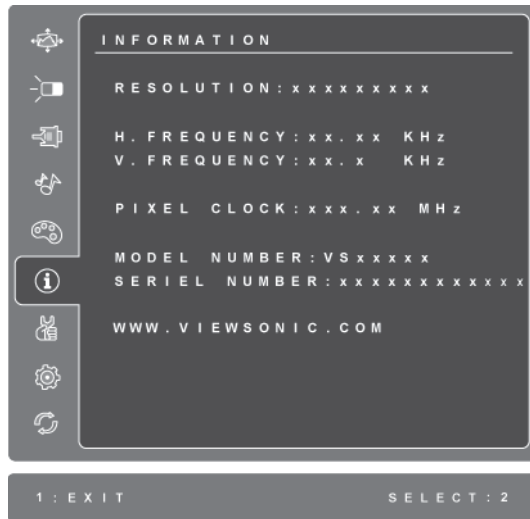 INFORMATION
RESOLUTION:xxxxxxxxx
H. FREQUENCY:xx.xx KHz
V. FREQUENCY:xx.x KHz
PIXEL CLOCK:xxx.xx MHz
MODEL NUMBER:VSxxxxx
SERIEL NUMBER:xxxxxxxxxxxx
WWW.VIEWSONIC.COM
1:EXIT SELECT:2